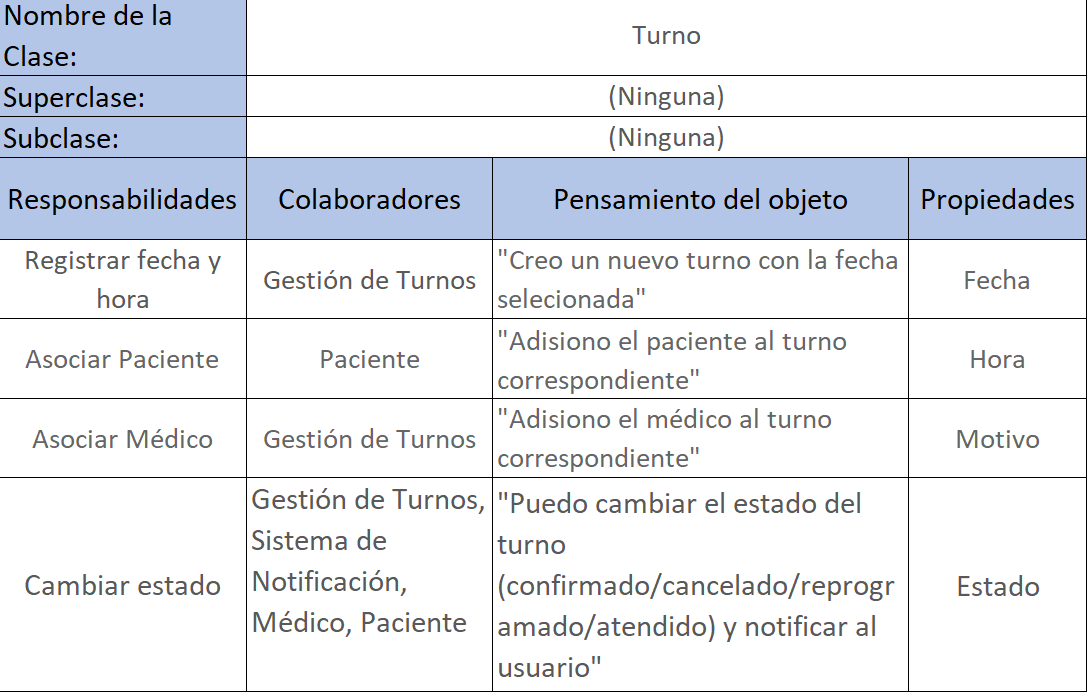 Nombre de la
Clase:
Turno
Superclase:
(Ninguna)
Subclase:
(Ninguna)
Responsabilidades
Colaboradores
Pensamiento del objeto
Propiedades
Registrar fecha y
hora
Gestión de Turnos
"Creo un nuevo turno con la fecha
selecionada"
Fecha
Asociar Paciente
Paciente
"Adisiono el paciente al turno
correspondiente"
Hora
Asociar Médico
Gestión de Turnos
"Adisiono el médico al turno
correspondiente"
Motivo
Cambiar estado
Gestión de Turnos,
Sistema de
Notificación,
Médico, Paciente
"Puedo cambiar el estado del
turno
(confirmado/cancelado/reprogr
amado/atendido) y notificar al
usuario"
Estado